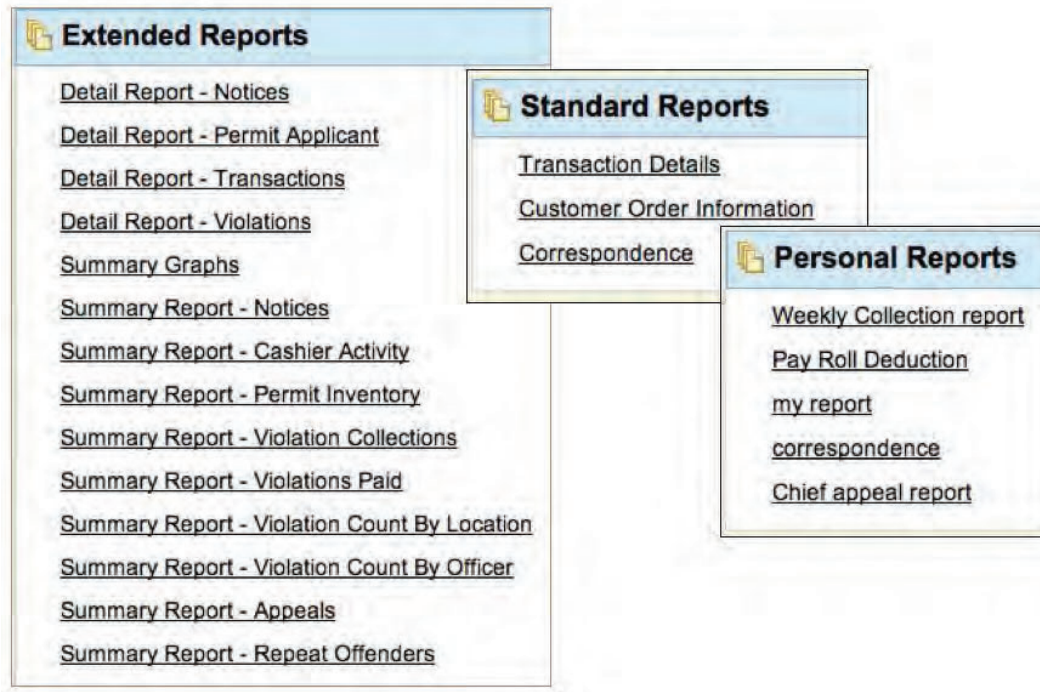 Extended Reports
Detail Report - Notices
Detail Report - Permit Applicant
Detail Report - Transactions
Detail Report - Violations
Summary Graphs
Summary Report - Notices
Summary Report - Cashier Activity
Summary Report - Permit Inventory
Summary Report - Violation Collections
Summary Report - Violations Paid
Summary Report - Violation Count By Location
Summary Report - Violation Count By Officer
Summary Report - Appeals
Summary Report - Repeat Offenders
Standard Reports
Transaction Details
Customer Order Information
Correspondence
Personal Reports
Weekly Collection report
Pay Roll Deduction
my report
correspondence
Chief appeal report